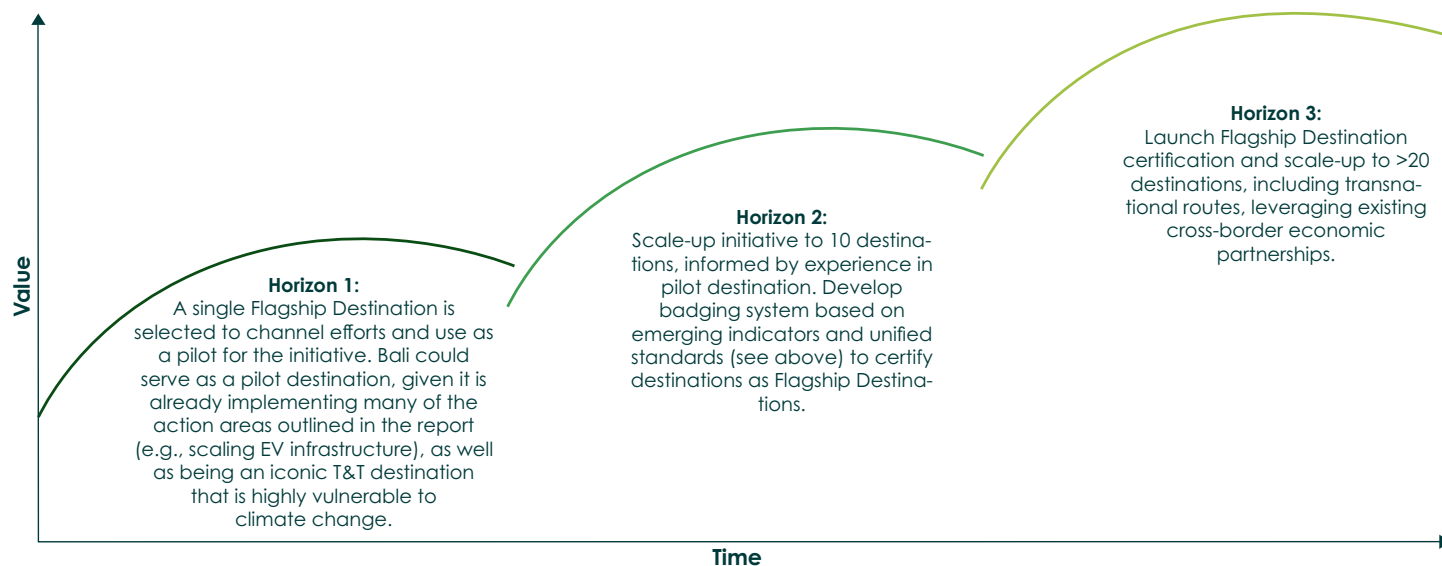 Value
Horizon 1:
A single Flagship Destination is
selected to channel efforts and use as
a pilot for the initiative. Bali could
serve as a pilot destination, given it is
already implementing many of the
action areas outlined in the report
(e.g., scaling EV infrastructure), as well
as being an iconic T&T destination
that is highly vulnerable to
climate change.
Horizon 2:
Scale-up initiative to 10 destina-
tions, informed by experience in
pilot destination. Develop
badging system based on
emerging indicators and unified
standards (see above) to certify
destinations as Flagship Destina-
tions.
Horizon 3:
Launch Flagship Destination
certification and scale-up to >20
destinations, including transna-
tional routes, leveraging existing
cross-border economic
partnerships.
Time